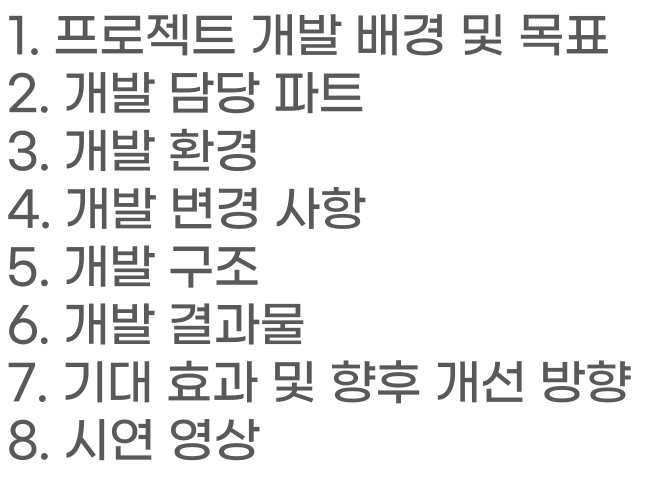 1. 프로젝트 개발 배경 및 목표
2. 개발 담당 파트
3. 개발 환경
4. 개발 변경 사항
5. 개발 구조
6. 개발 결과물
7. 기대 효과 및 향후 개선 방향
8. 시연 영상